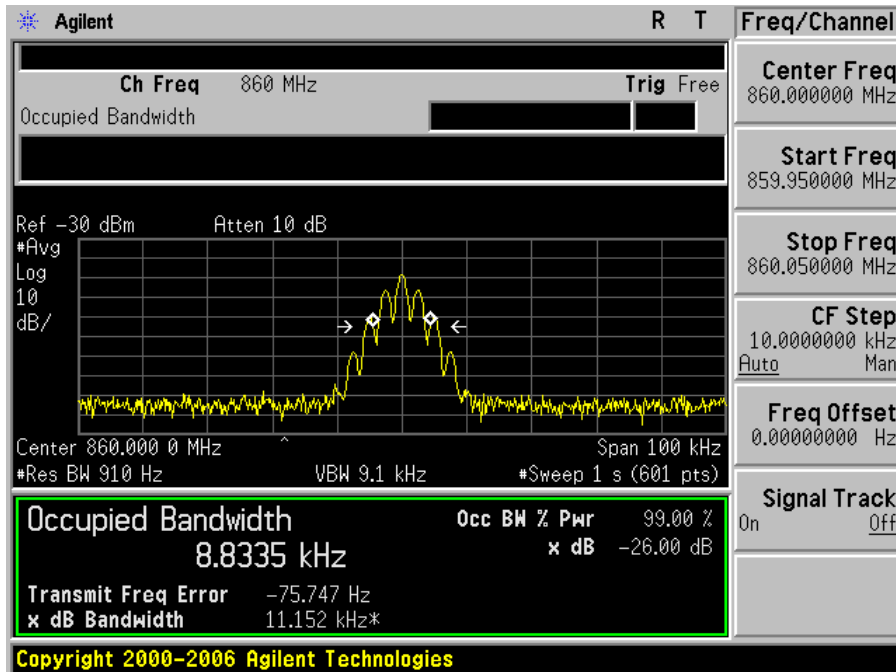 Agilent R T Freq/Channel
Ch Freq 860 MHz Trig Free
Occupied Bandwidth
Center Freq
860.000000 MHz
Start Freq
859.950000 MHz
Stop Freq
860.050000 MHz
CF Step
10.0000000 kHz
Auto Man
Freq Offset
0.00000000 Hz
Signal Track
On Off
Ref -30 dBm Atten 10 dB
#Avg
Log
10
dB/
Center 860.000 0 MHz Span 100 kHz
#Res BW 910 Hz VBW 9.1 kHz #Sweep 1 s (601 pts)
Occupied Bandwidth
8.8335 kHz
Occ BW % Pwr 99.00 %
x dB -26.00 dB
Transmit Freq Error -75.747 Hz
x dB Bandwidth 11.152 kHz*
Copyright 2000-2006 Agilent Technologies